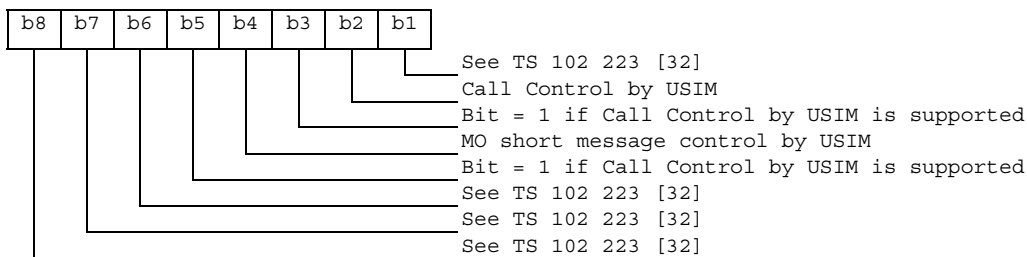 b8 b7 b6 b5 b4 b3 b2 b1
See TS 102 223 [32]
Call Control by USIM
Bit = 1 if Call Control by USIM is supported
MO short message control by USIM
Bit = 1 if Call Control by USIM is supported
See TS 102 223 [32]
See TS 102 223 [32]
See TS 102 223 [32]